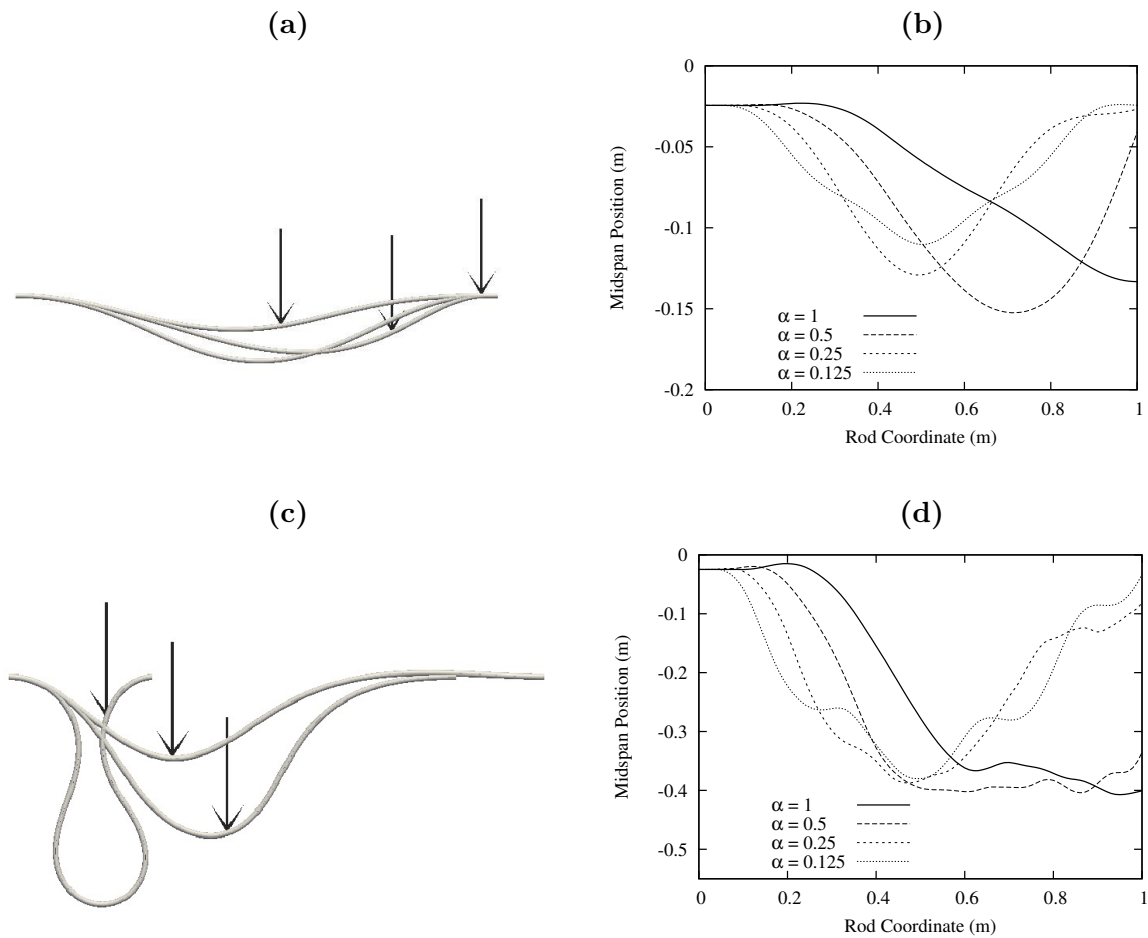 (a)
(b)
0
-0.05
-0.1
-0.15
-0.2
Midspan Position (m)
α = 1
α = 0.5
α = 0.25
α = 0.125
0 0.2 0.4 0.6 0.8 1
Rod Coordinate (m)
(c)
(d)
0
-0.1
-0.2
-0.3
-0.4
-0.5
Midspan Position (m)
α = 1
α = 0.5
α = 0.25
α = 0.125
0 0.2 0.4 0.6 0.8 1
Rod Coordinate (m)